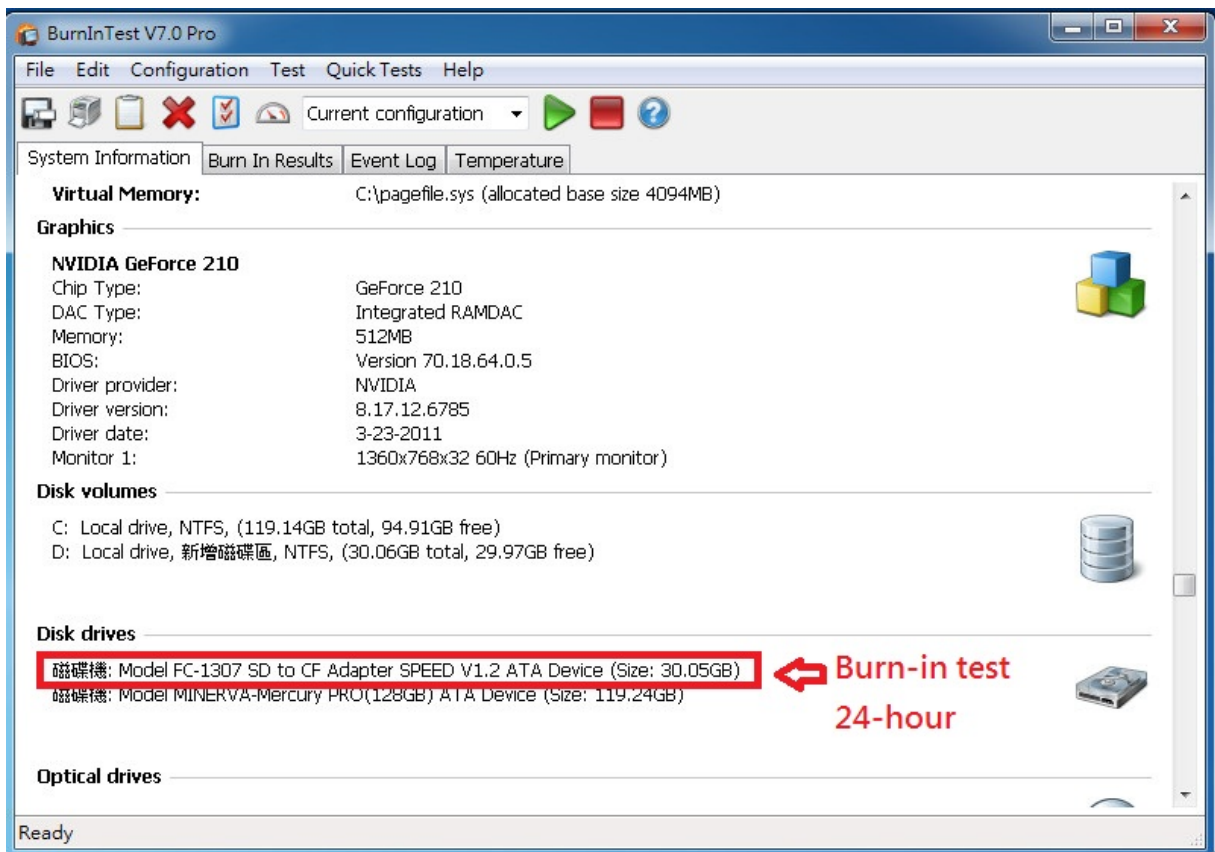 BurnInTest V7.0 Pro
File Edit Configuration Test Quick Tests Help
Current configuration
System Information Burn In Results Event Log Temperature
Virtual Memory: C:\pagefile.sys (allocated base size 4094MB)
Graphics
NVIDIA GeForce 210
Chip Type: GeForce 210
DAC Type: Integrated RAMDAC
Memory: 512MB
BIOS: Version 70.18.64.0.5
Driver provider: NVIDIA
Driver version: 8.17.12.6785
Driver date: 3-23-2011
Monitor 1: 1360x768x32 60Hz (Primary monitor)
Disk volumes
C: Local drive, NTFS, (119.14GB total, 94.91GB free)
D: Local drive, 新增磁碟區, NTFS, (30.06GB total, 29.97GB free)
Disk drives
磁碟機: Model FC-1307 SD to CF Adapter SPEED V1.2 ATA Device (Size: 30.05GB)
Burn-in test
磁碟機: Model MINERVA-Mercury PRO(128GB) ATA Device (Size: 119.24GB)
24-hour
Optical drives
Ready